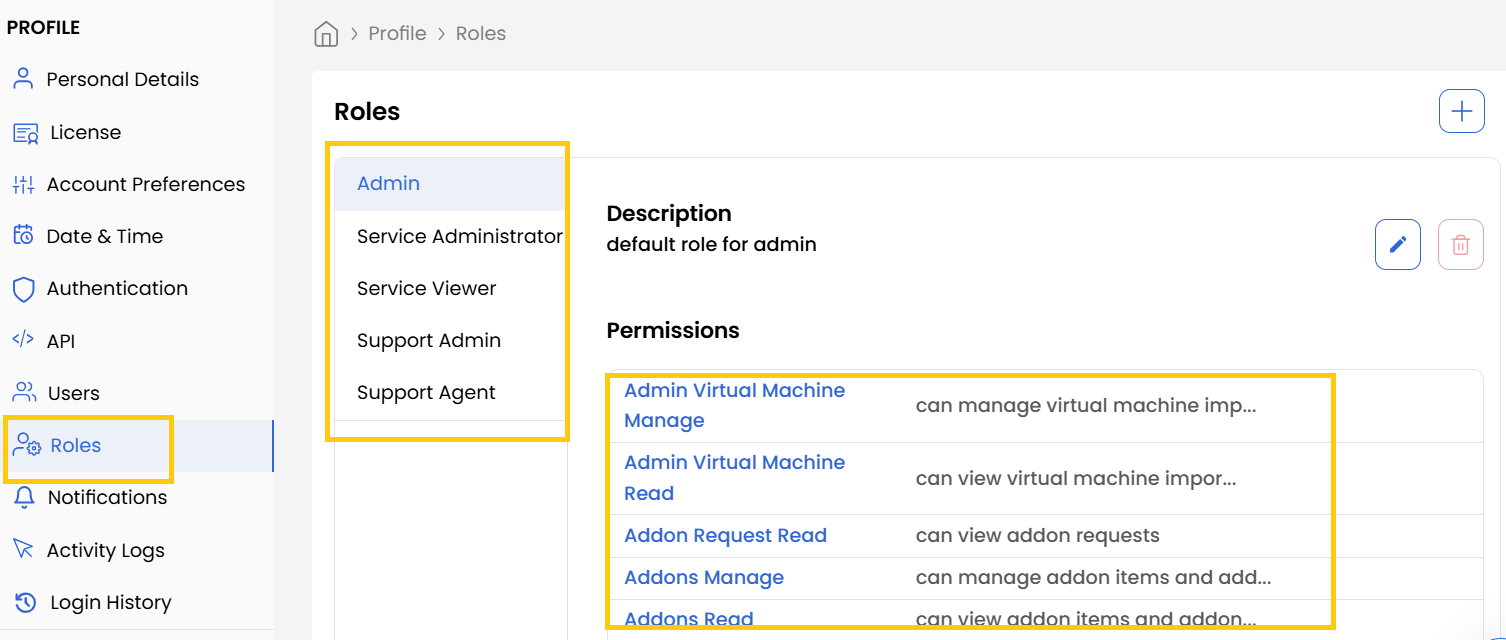 PROFILE
Personal Details
License
Account Preferences
Date & Time
Authentication
API
Users
Roles
Notifications
Activity Logs
Login History
Profile > Roles
Roles
Admin
Service Administrator
Service Viewer
Support Admin
Support Agent
Description
default role for admin
Permissions
Admin Virtual Machine
Manage
can manage virtual machine imp...
Admin Virtual Machine
Read
can view virtual machine impor...
Addon Request Read can view addon requests
Addons Manage can manage addon items and add...
Addons Read can view addon items and addon...